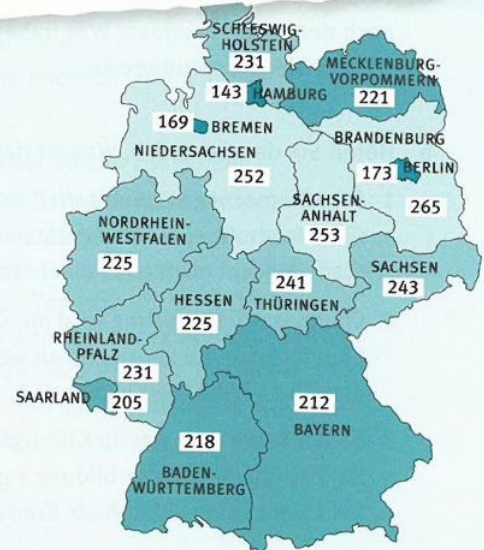 SCHLESWIG-
HOLSTEIN
231
MECKLENBURG-
VORPOMMERN
221
143
HAMBURG
169
BREMEN
NIEDERSACHSEN
252
BRANDENBURG
173
BERLIN
265
SACHSEN-
ANHALT
253
NORDRHEIN-
WESTFALEN
225
HESSEN
225
241
THÜRINGEN
SACHSEN
243
RHEINLAND-
PFALZ
231
SAARLAND
205
212
BAYERN
218
BADEN-
WÜRTTEMBERG